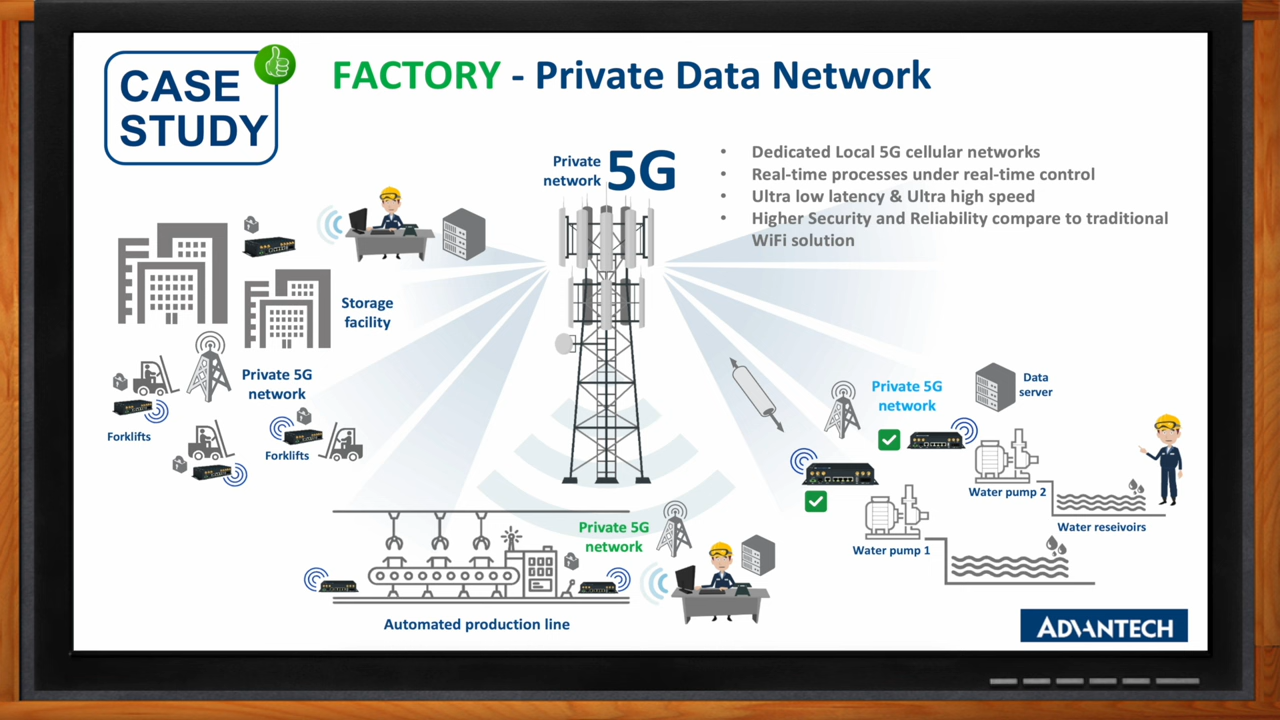 CASE
STUDY
FACTORY - Private Data Network
Private
network
5G
• Dedicated Local 5G cellular networks
• Real-time processes under real-time control
• Ultra low latency & Ultra high speed
• Higher Security and Reliability compare to traditional
WiFi solution
Storage
facility
Private 5G
network
Forklifts
Forklifts
Private 5G
network
Data
server
Water pump 2
Water reseivoirs
Water pump 1
Private 5G
network
Automated production line
ADVANTECH